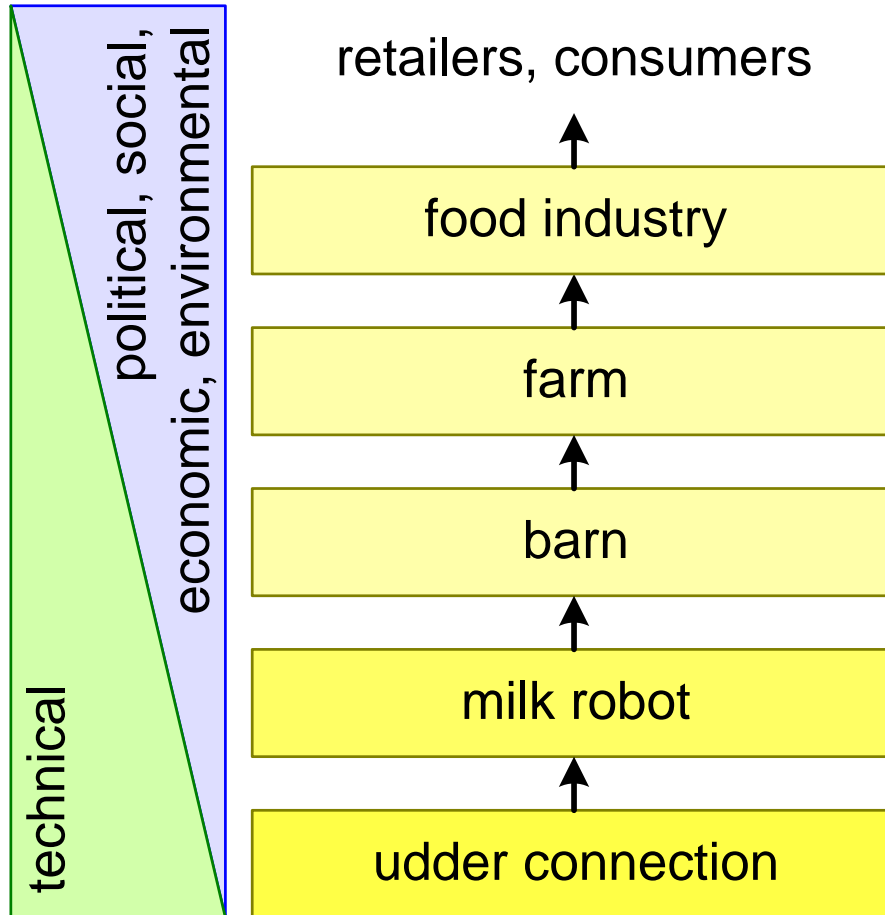 political, social,
economic, environmental
technical
retailers, consumers
food industry
farm
barn
milk robot
udder connection